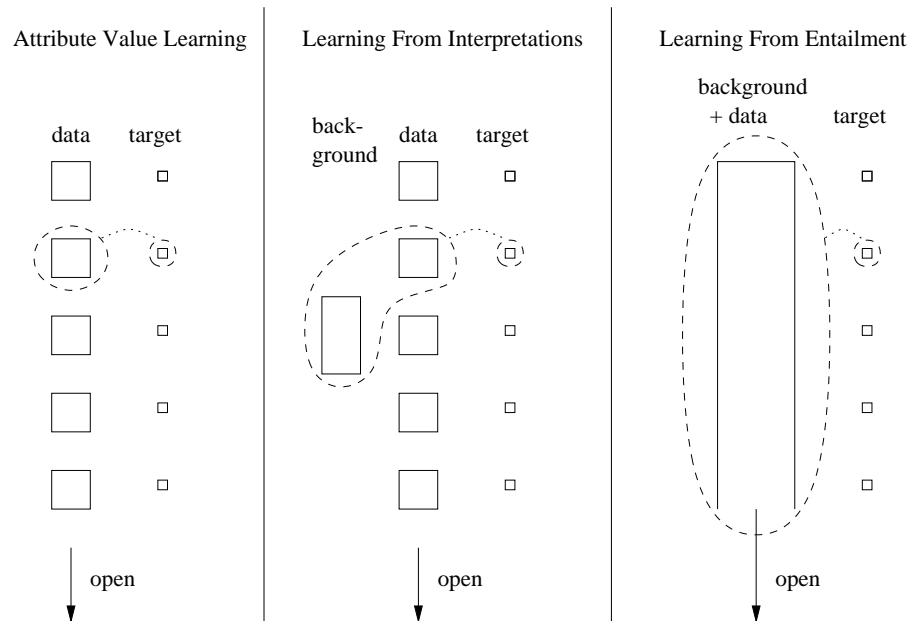 Attribute Value Learning
data target
open
Learning From Interpretations
back-
ground
data target
open
Learning From Entailment
background
+ data
target
open